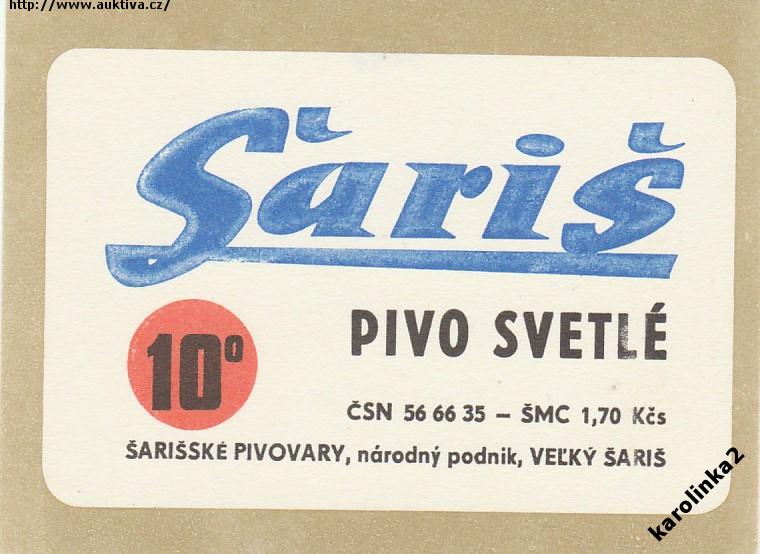 http://www.auktiva.cz/
Šariš
10°
PIVO SVETLÉ
ČSN 56 66 35 – ŠMC 1,70 Kčs
ŠARIŠSKÉ PIVOVARY, národný podnik, VEĽKÝ ŠARIŠ
karolinka2